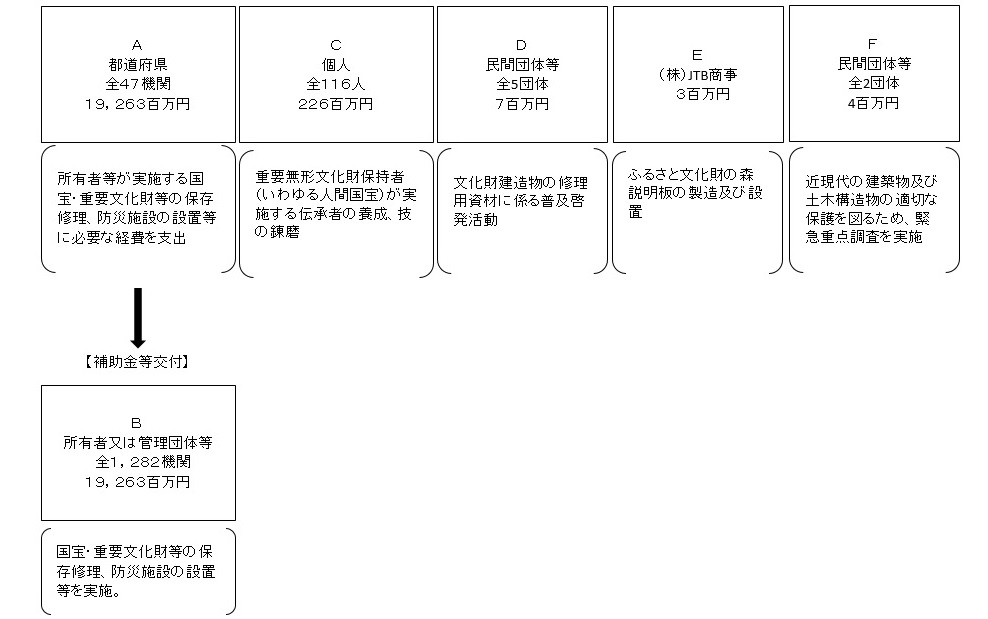 A
都道府県
全47機関
19,263百万円
C
個人
全116人
226百万円
D
民間団体等
全5団体
7百万円
E
(株)JTB商事
3百万円
F
民間団体等
全2団体
4百万円
所有者等が実施する国
宝・重要文化財等の保存
修理、防災施設の設置等
に必要な経費を支出
重要無形文化財保持者
(いわゆる人間国宝)が
実施する伝承者の養成、技
の錬磨
文化財建造物の修理
用資材に係る普及啓
発活動
ふるさと文化財の森
説明板の製造及び設
置
近現代の建築物及び
土木構造物の適切な
保護を図るため、緊
急重点調査を実施
【補助金等交付】
B
所有者又は管理団体等
全1,282機関
19,263百万円
国宝・重要文化財等の保
存修理、防災施設の設置
等を実施。